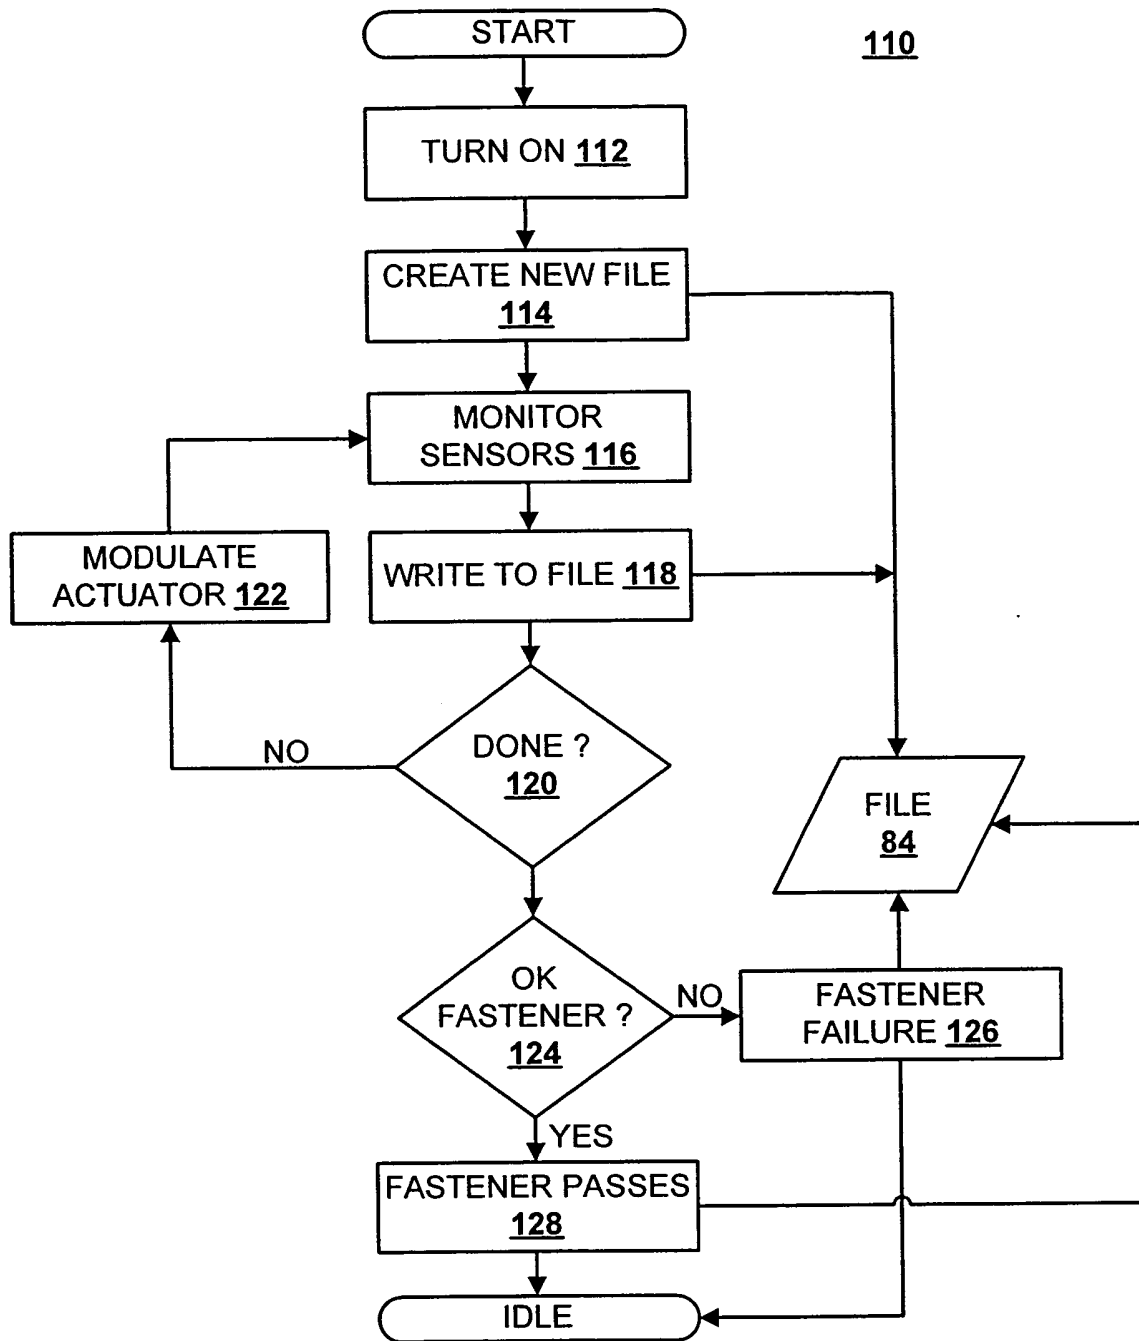 START
110
TURN ON 112
CREATE NEW FILE
114
MONITOR
SENSORS 116
MODULATE
ACTUATOR 122
WRITE TO FILE 118
NO
DONE ?
120
FILE
84
OK
FASTENER ?
124
NO
FASTENER
FAILURE 126
YES
FASTENER PASSES
128
IDLE